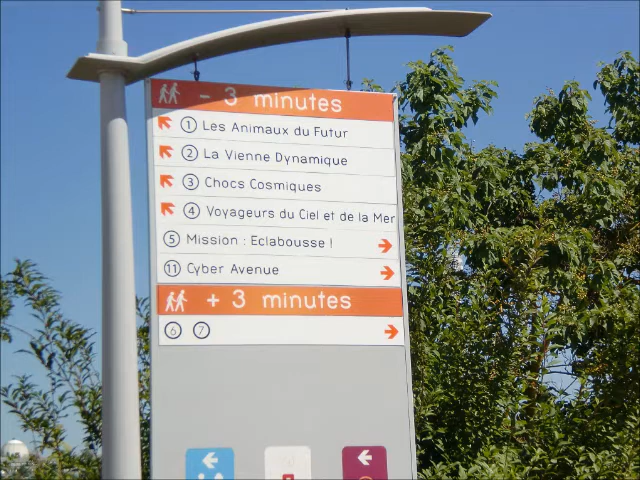 - 3 minutes
1 Les Animaux du Futur
2 La Vienne Dynamique
3 Chocs Cosmiques
4 Voyageurs du Ciel et de la Mer
5 Mission : Eclabousse !
11 Cyber Avenue
+ 3 minutes
6 7